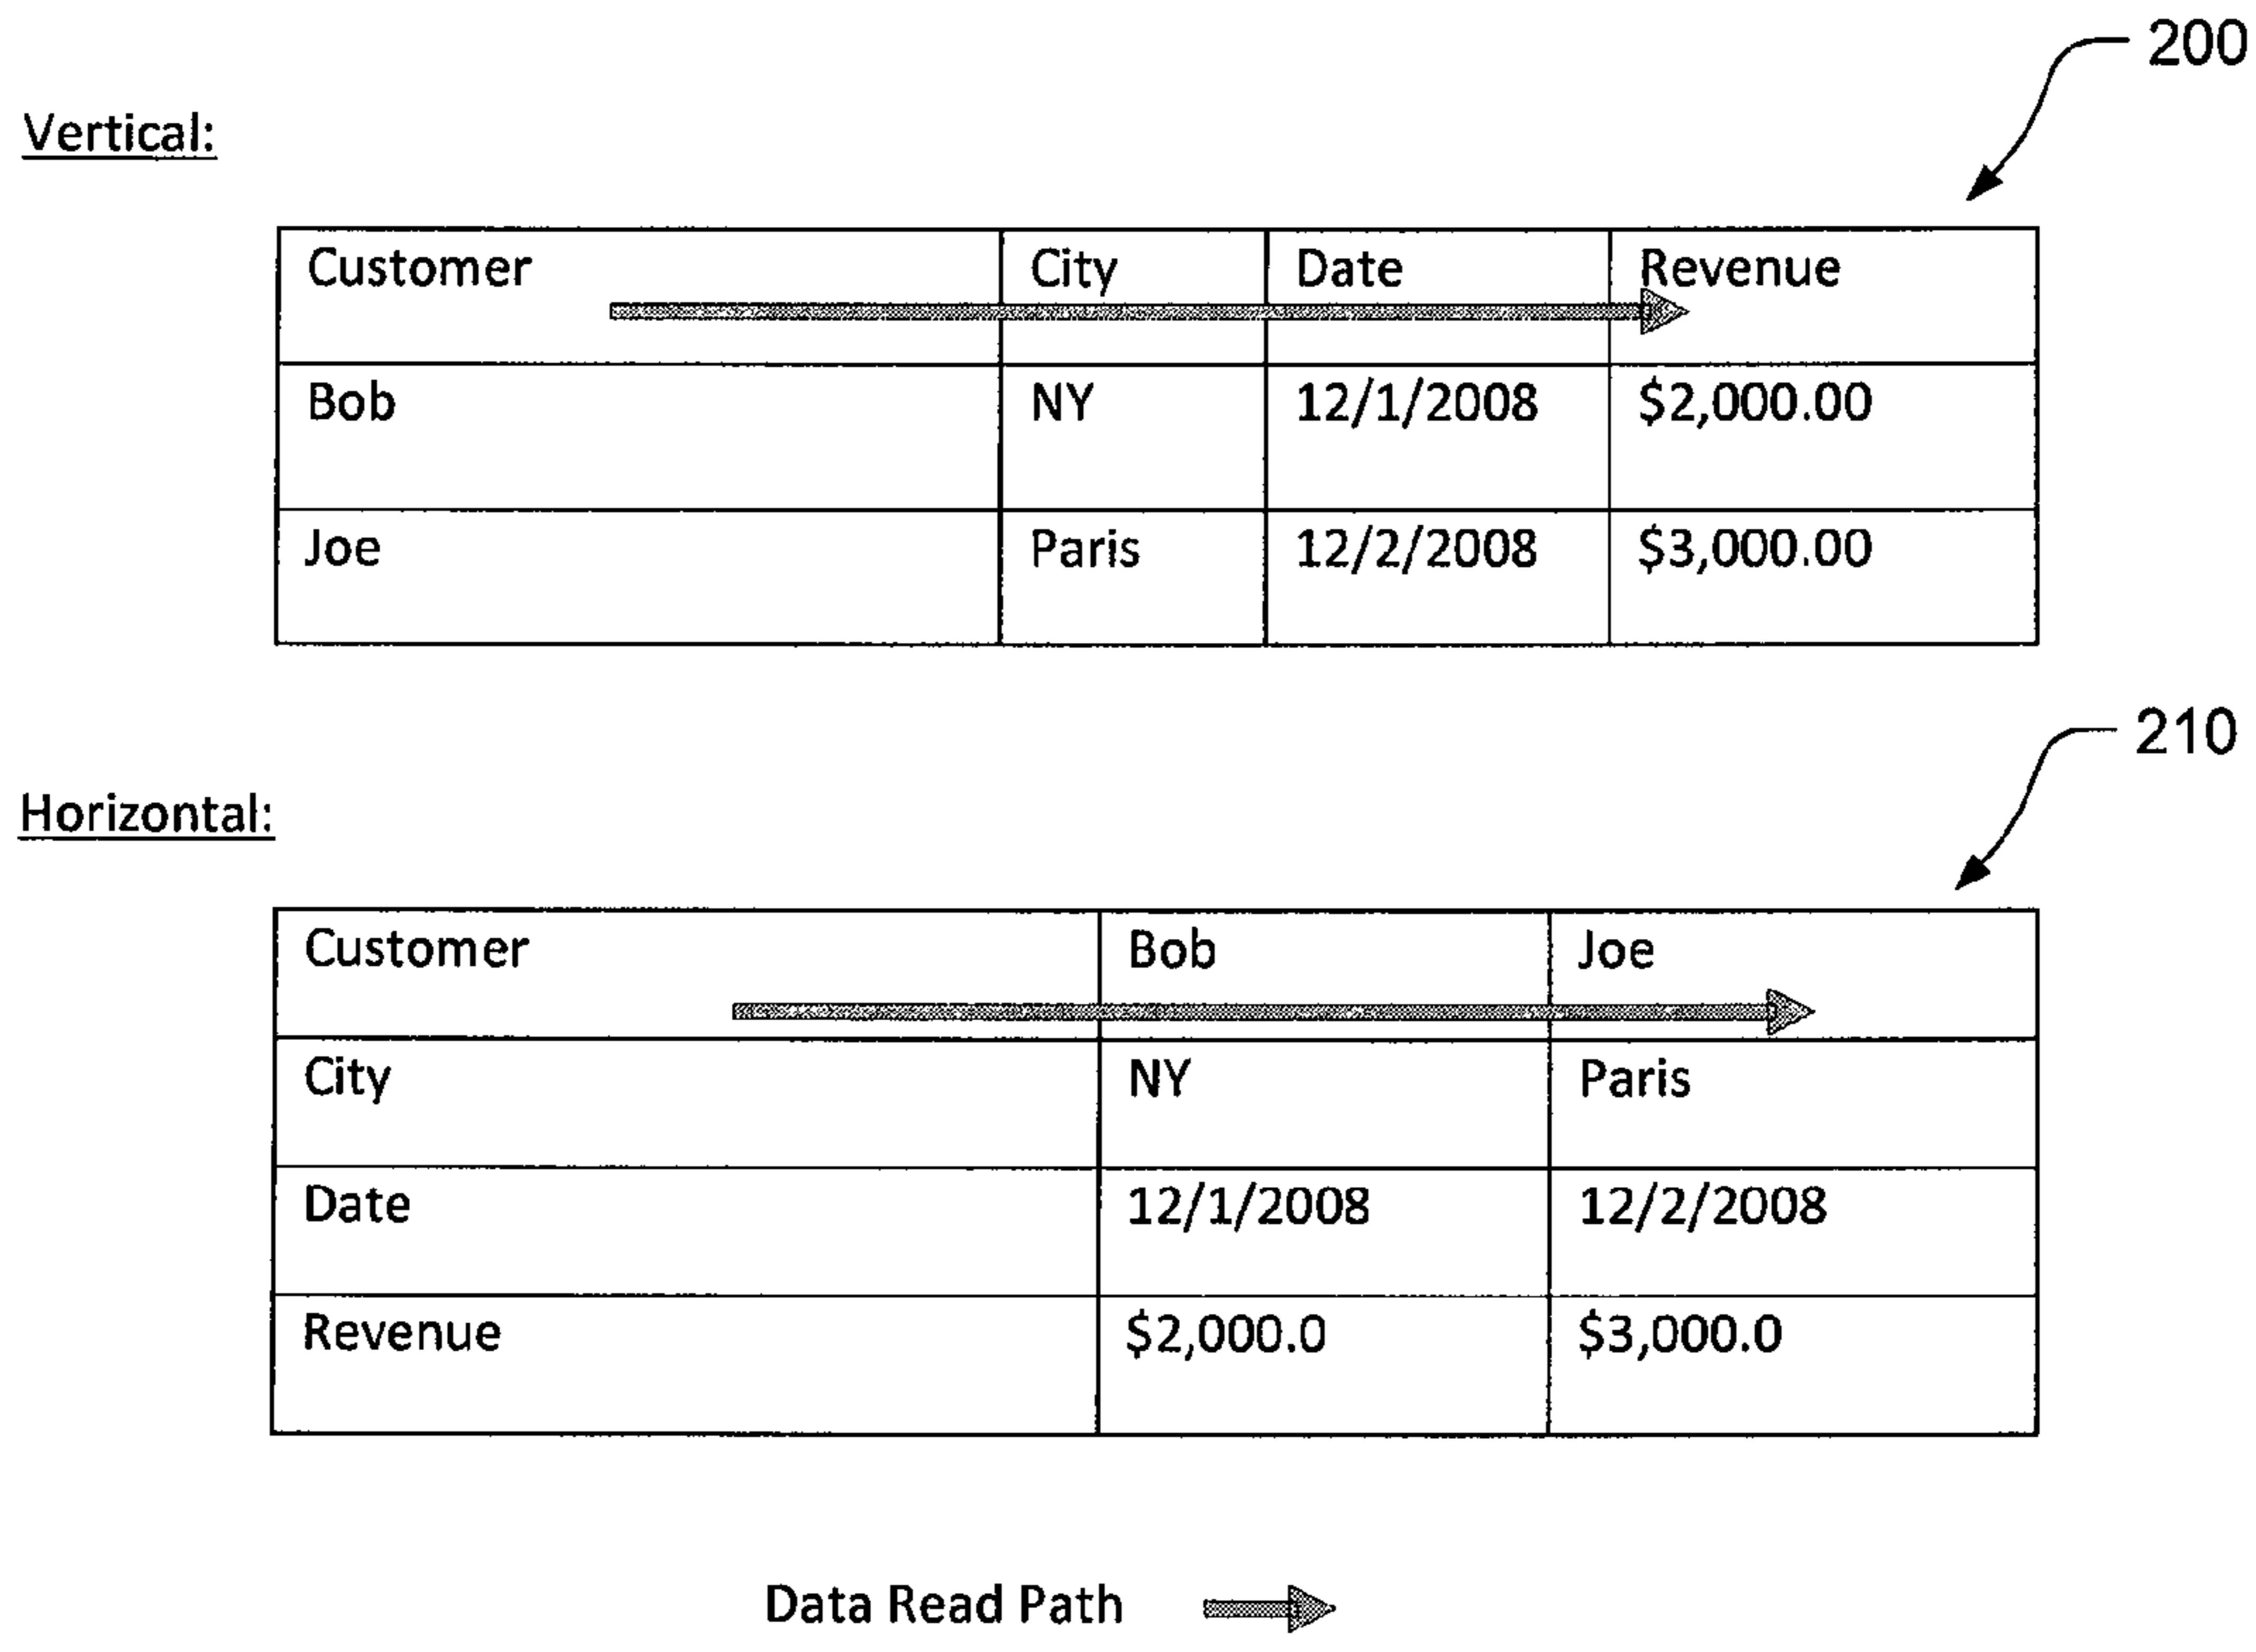 200
Vertical:
Customer City Date Revenue
Bob NY 12/1/2008 $2,000.00
Joe Paris 12/2/2008 $3,000.00
210
Horizontal:
Customer Bob Joe
City NY Paris
Date 12/1/2008 12/2/2008
Revenue $2,000.0 $3,000.0
Data Read Path